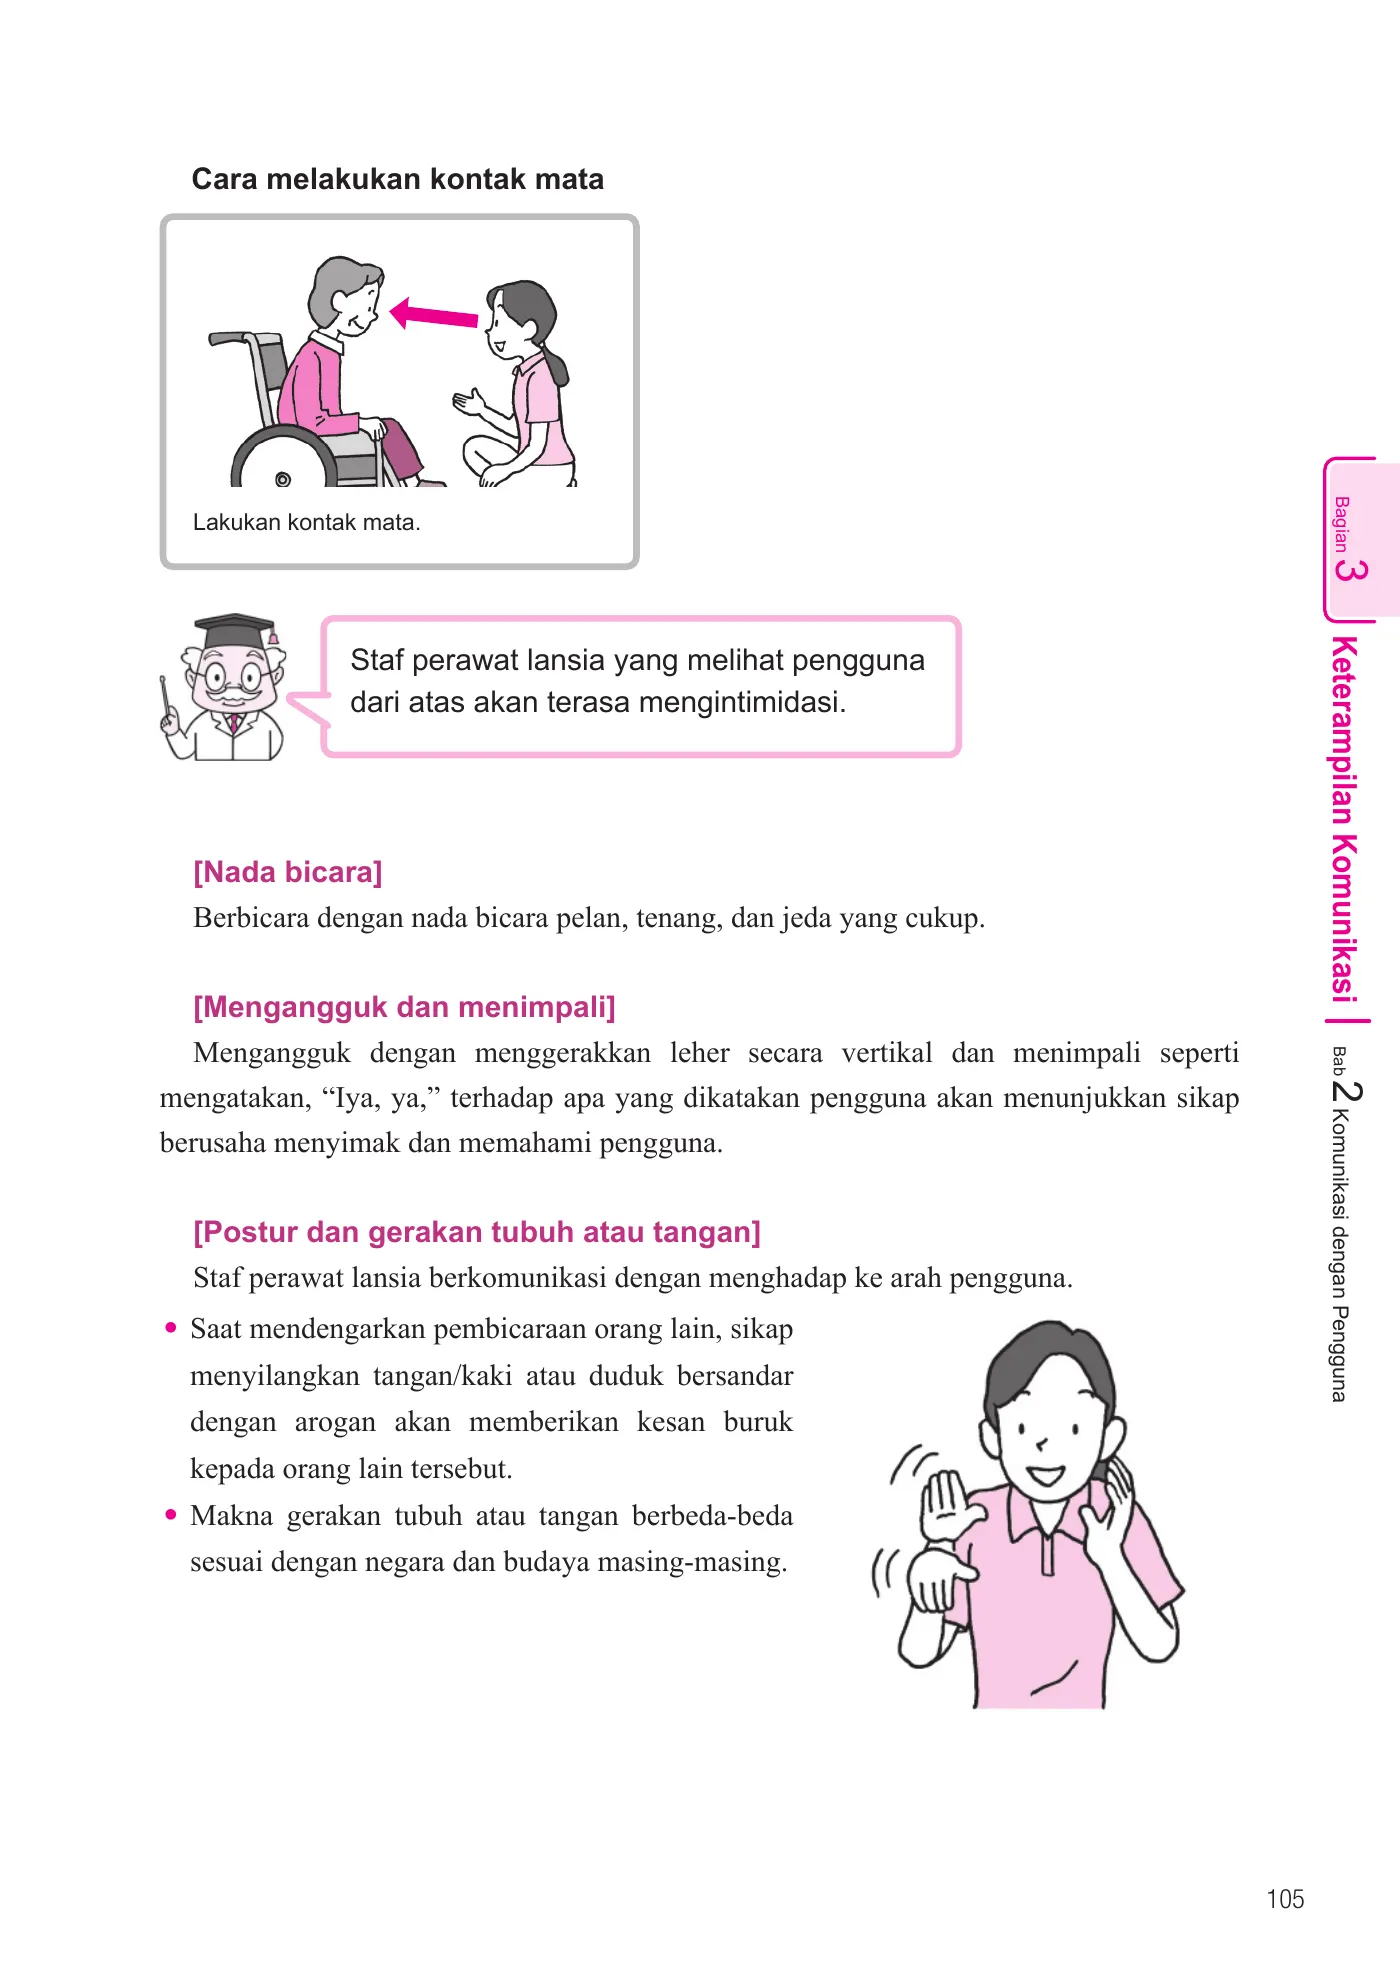 Cara melakukan kontak mata
Lakukan kontak mata.
Staf perawat lansia yang melihat pengguna
dari atas akan terasa mengintimidasi.
[Nada bicara]
Berbicara dengan nada bicara pelan, tenang, dan jeda yang cukup.
[Mengangguk dan menimpali]
Mengangguk dengan menggerakkan leher secara vertikal dan menimpali seperti
mengatakan, “Iya, ya,” terhadap apa yang dikatakan pengguna akan menunjukkan sikap
berusaha menyimak dan memahami pengguna.
[Postur dan gerakan tubuh atau tangan]
Staf perawat lansia berkomunikasi dengan menghadap ke arah pengguna.
• Saat mendengarkan pembicaraan orang lain, sikap
menyilangkan tangan/kaki atau duduk bersandar
dengan arogan akan memberikan kesan buruk
kepada orang lain tersebut.
• Makna gerakan tubuh atau tangan berbeda-beda
sesuai dengan negara dan budaya masing-masing.
Bagian 3
Keterampilan Komunikasi
Bab 2 Komunikasi dengan Pengguna
105